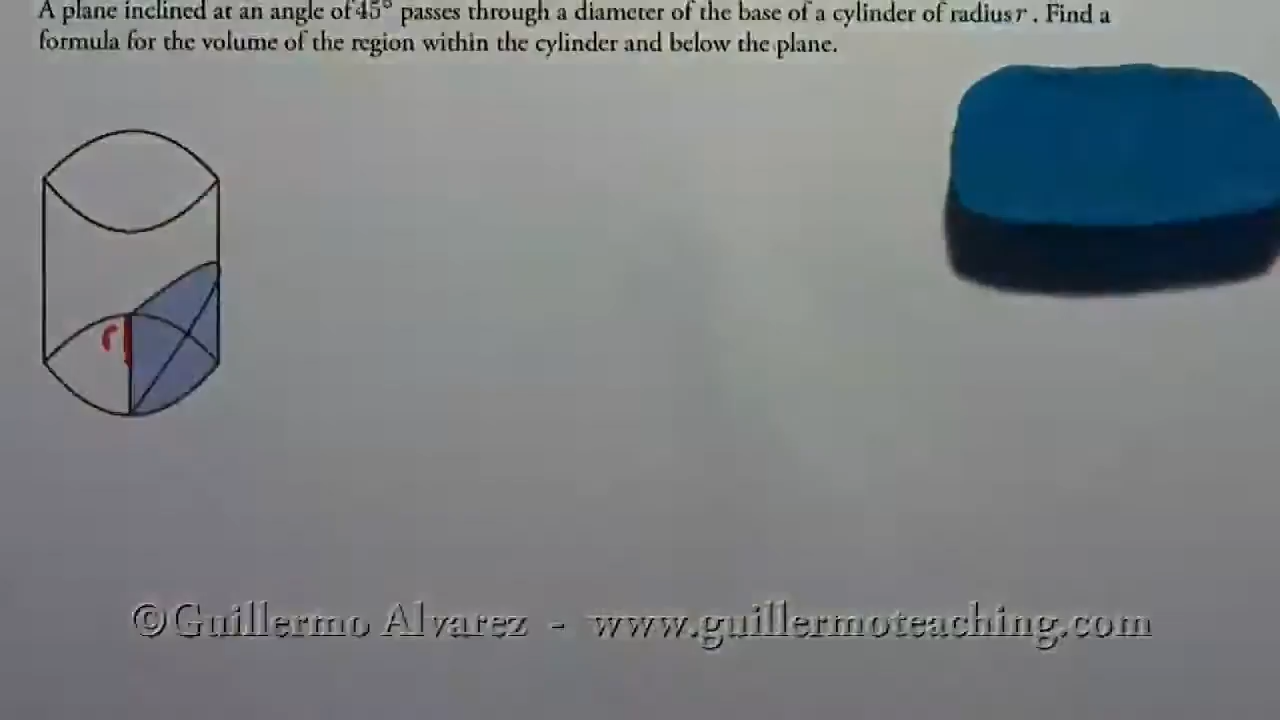 A plane inclined at an angle of 45° passes through a diameter of the base of a cylinder of radius r . Find a
formula for the volume of the region within the cylinder and below the plane.
r
©Guillermo Alvarez - www.guillermoteaching.com